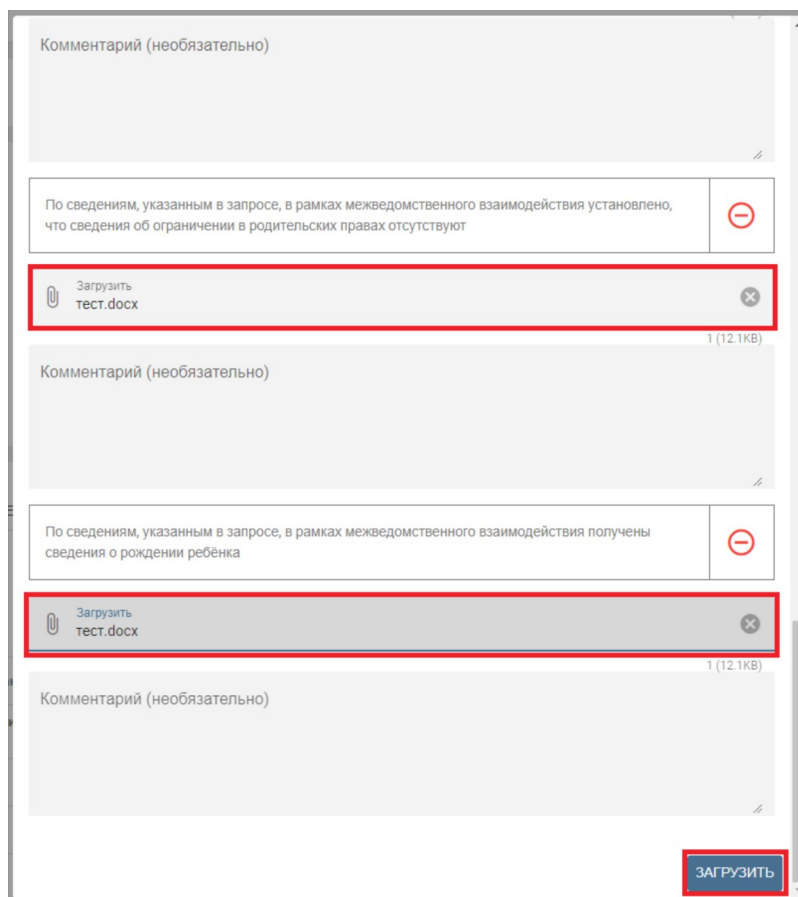 Комментарий (необязательно)
По сведениям, указанным в запросе, в рамках межведомственного взаимодействия установлено,
что сведения об ограничении в родительских правах отсутствуют
Загрузить
тест.docx
1 (12.1KB)
Комментарий (необязательно)
По сведениям, указанным в запросе, в рамках межведомственного взаимодействия получены
сведения о рождении ребёнка
Загрузить
тест.docx
1 (12.1KB)
Комментарий (необязательно)
ЗАГРУЗИТЬ